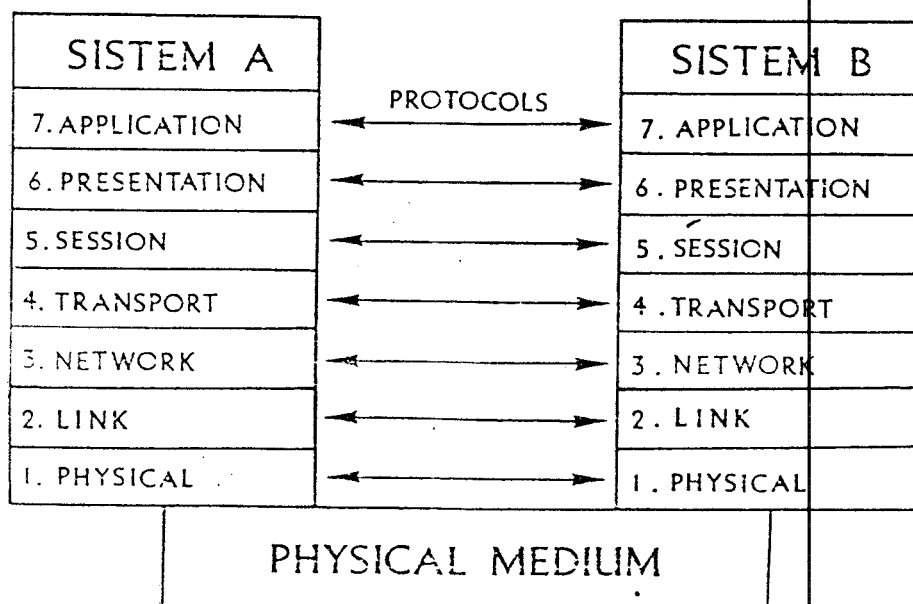 SISTEM A
7. APPLICATION
6. PRESENTATION
5. SESSION
4. TRANSPORT
3. NETWORK
2. LINK
1. PHYSICAL
PROTOCOLS
SISTEM B
7. APPLICATION
6. PRESENTATION
5. SESSION
4. TRANSPORT
3. NETWORK
2. LINK
1. PHYSICAL
PHYSICAL MEDIUM